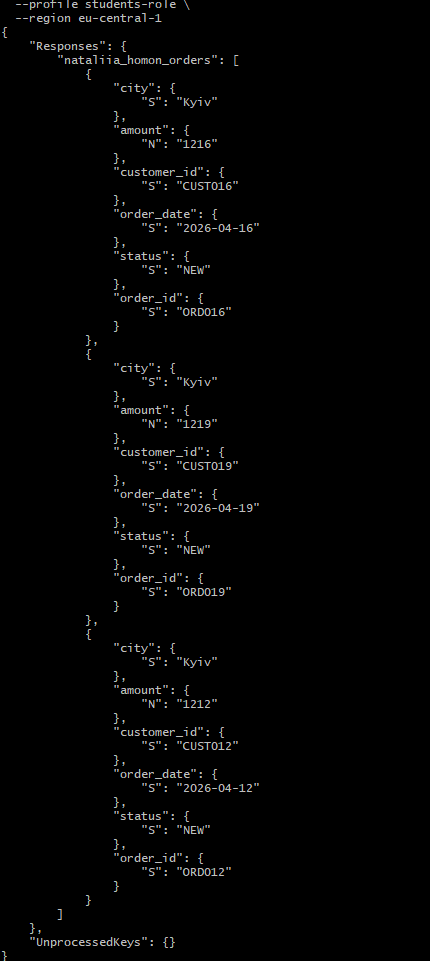 --profile students-role \
  --region eu-central-1
{
    "Responses": {
        "nataliia_homon_orders": [
            {
                "city": {
                    "S": "Kyiv"
                },
                "amount": {
                    "N": "1216"
                },
                "customer_id": {
                    "S": "CUST016"
                },
                "order_date": {
                    "S": "2026-04-16"
                },
                "status": {
                    "S": "NEW"
                },
                "order_id": {
                    "S": "ORD016"
                }
            },
            {
                "city": {
                    "S": "Kyiv"
                },
                "amount": {
                    "N": "1219"
                },
                "customer_id": {
                    "S": "CUST019"
                },
                "order_date": {
                    "S": "2026-04-19"
                },
                "status": {
                    "S": "NEW"
                },
                "order_id": {
                    "S": "ORD019"
                }
            },
            {
                "city": {
                    "S": "Kyiv"
                },
                "amount": {
                    "N": "1212"
                },
                "customer_id": {
                    "S": "CUST012"
                },
                "order_date": {
                    "S": "2026-04-12"
                },
                "status": {
                    "S": "NEW"
                },
                "order_id": {
                    "S": "ORD012"
                }
            }
        ]
    },
    "UnprocessedKeys": {}
}